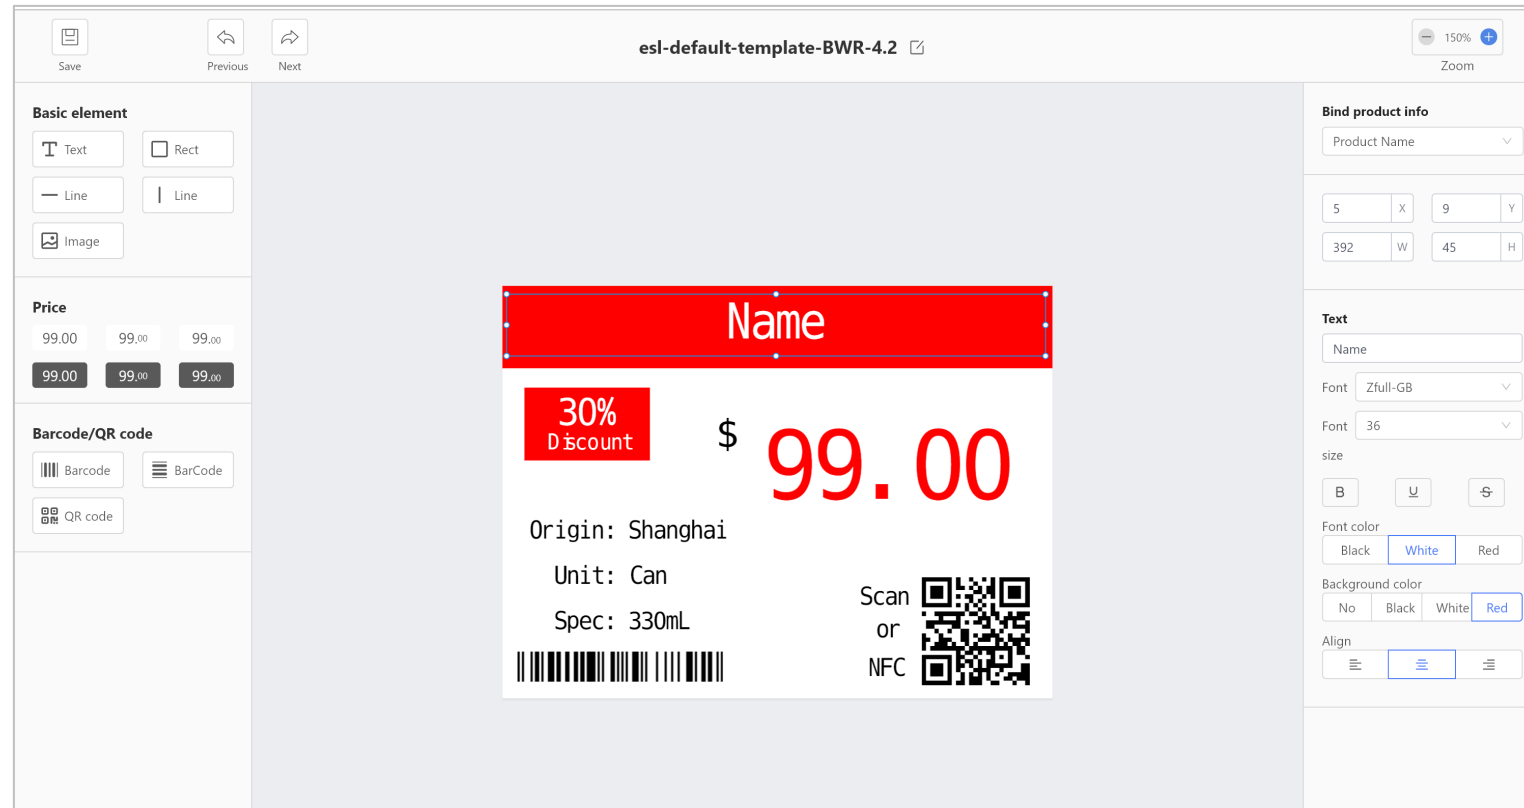 esl-default-template-BWR-4.2
150%
Save
Previous
Next
Zoom
Basic element
Text
Rect
Line
Line
Image
Price
99.00
99.00
99.00
99.00
99.00
99.00
Barcode/QR code
Barcode
BarCode
QR code
Name
30%
Discount
$
99.00
Origin: Shanghai
Unit: Can
Spec: 330mL
Scan
or
NFC
Bind product info
Product Name
5 X
9 Y
392 W
45 H
Text
Name
Font
Zfull-GB
Font
size
36
B
U
S
Font color
Black
White
Red
Background color
No
Black
White
Red
Align